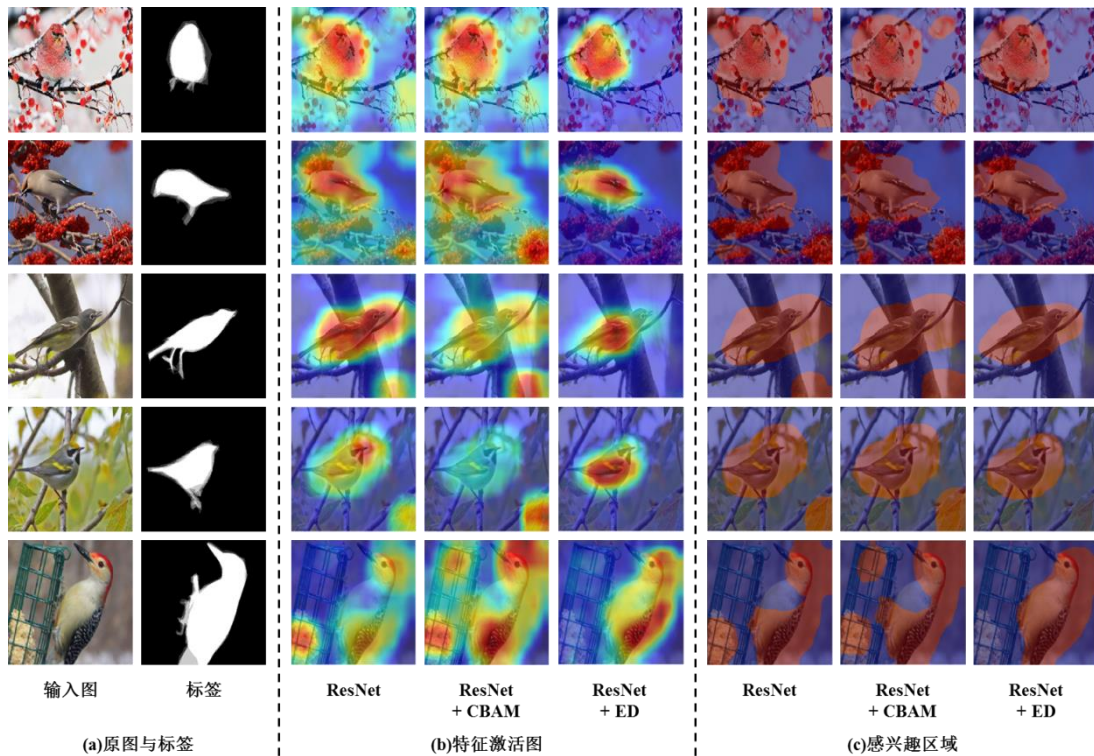 输入图
标签
ResNet
ResNet
+ CBAM
ResNet
+ ED
ResNet
ResNet
+ CBAM
ResNet
+ ED
(a)原图与标签
(b)特征激活图
(c)感兴趣区域